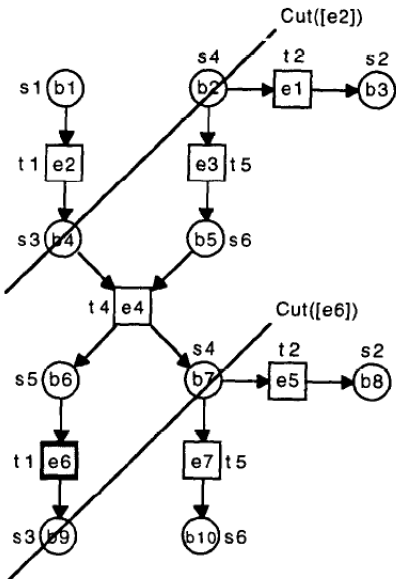 Cut([e2])
s4 t2 s2
s1 b1 b2 e1 b3
t1 e2 e3 t5
s3 b4 b5 s6
t4 e4
Cut([e6])
s4 t2 s2
s5 b6 b7 e5 b8
t1 e6 e7 t5
s3 b9 b10 s6